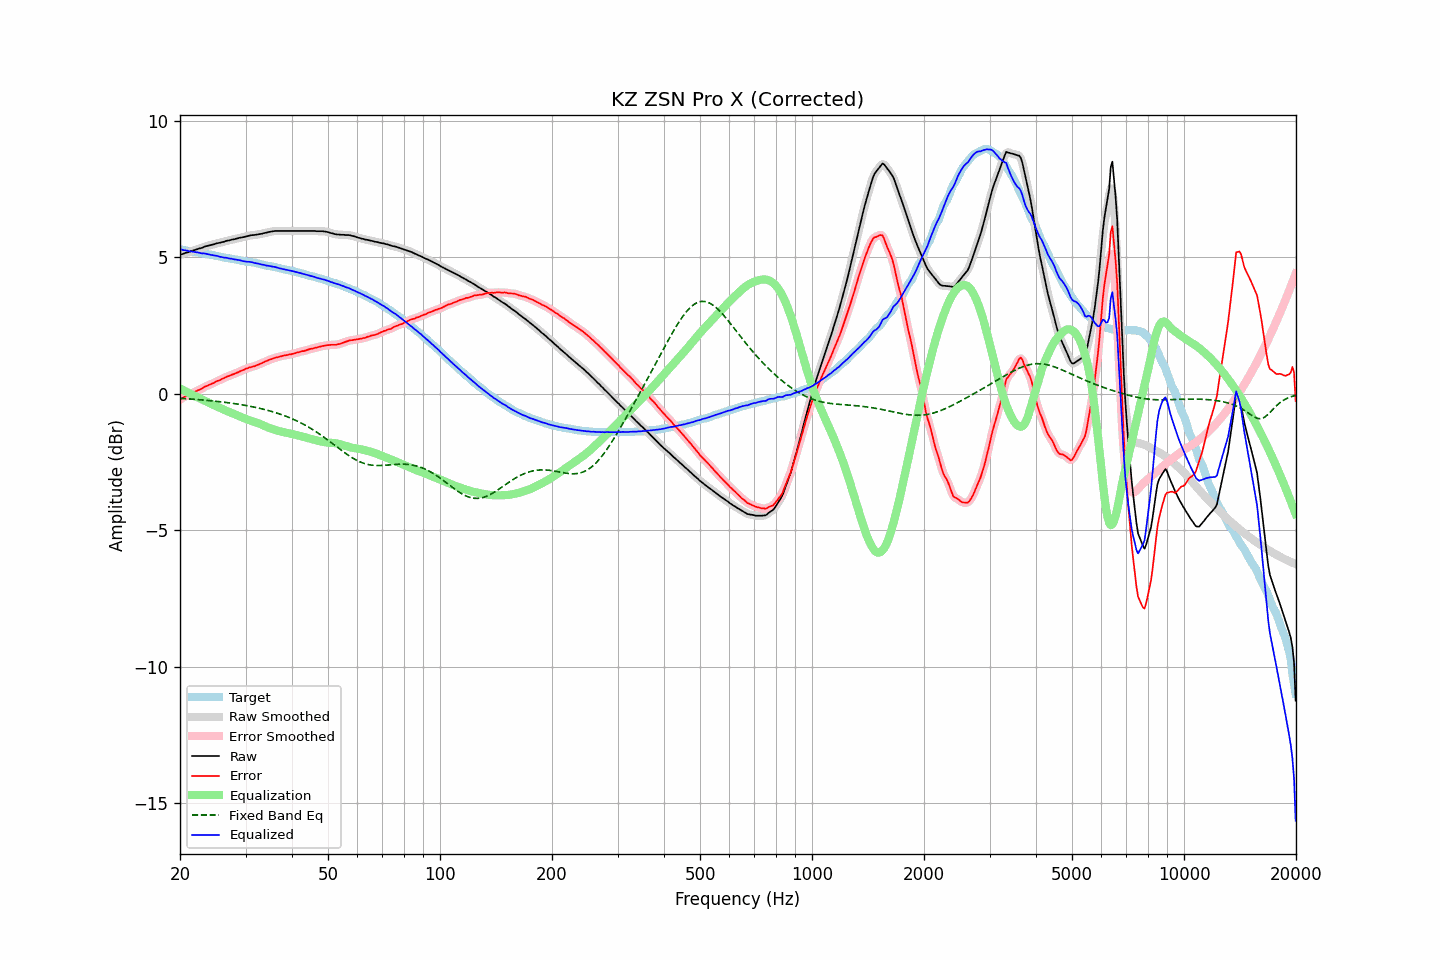 KZ ZSN Pro X (Corrected)
10
5
0
−5
−10
−15
Amplitude (dBr)
Target
Raw Smoothed
Error Smoothed
Raw
Error
Equalization
Fixed Band Eq
Equalized
20 50 100 200 500 1000 2000 5000 10000 20000
Frequency (Hz)